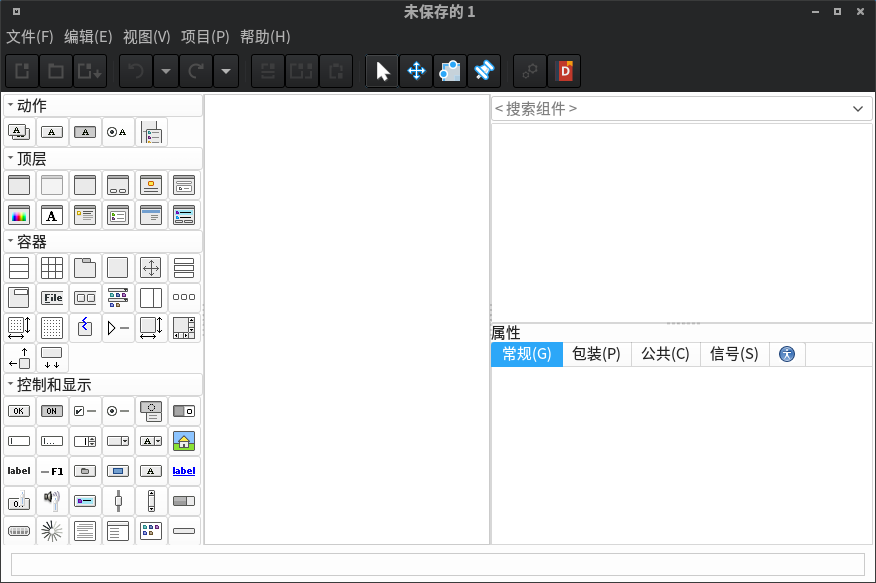 未保存的 1
文件(F) 编辑(E) 视图(V) 项目(P) 帮助(H)
D
动作
A A A A
顶层
A
容器
File
控制和显示
OK ON
I... A
label F1 A label
0.
< 搜索组件 >
属性
常规(G) 包装(P) 公共(C) 信号(S)